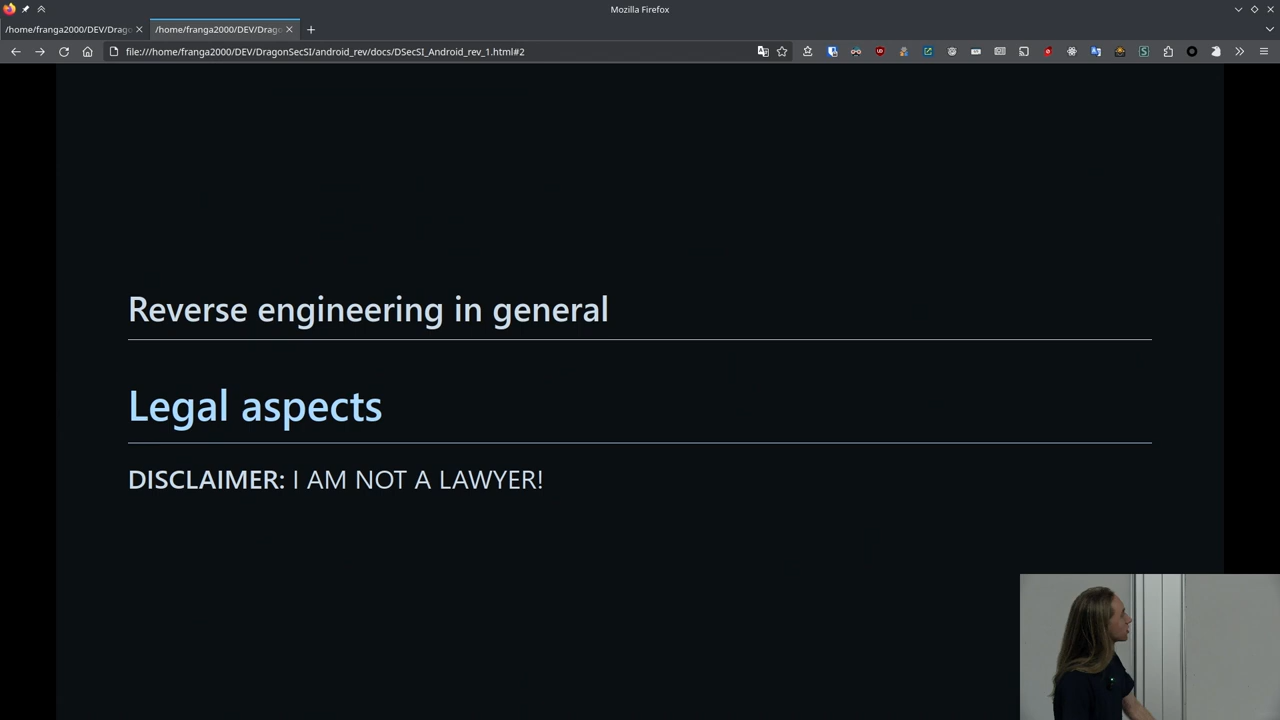 Mozilla Firefox
/home/franga2000/DEV/Drago
/home/franga2000/DEV/Drag
file:///home/franga2000/DEV/DragonSecSI/android_rev/docs/DSecSI_Android_rev_1.html#2
Reverse engineering in general
Legal aspects
DISCLAIMER: I AM NOT A LAWYER!